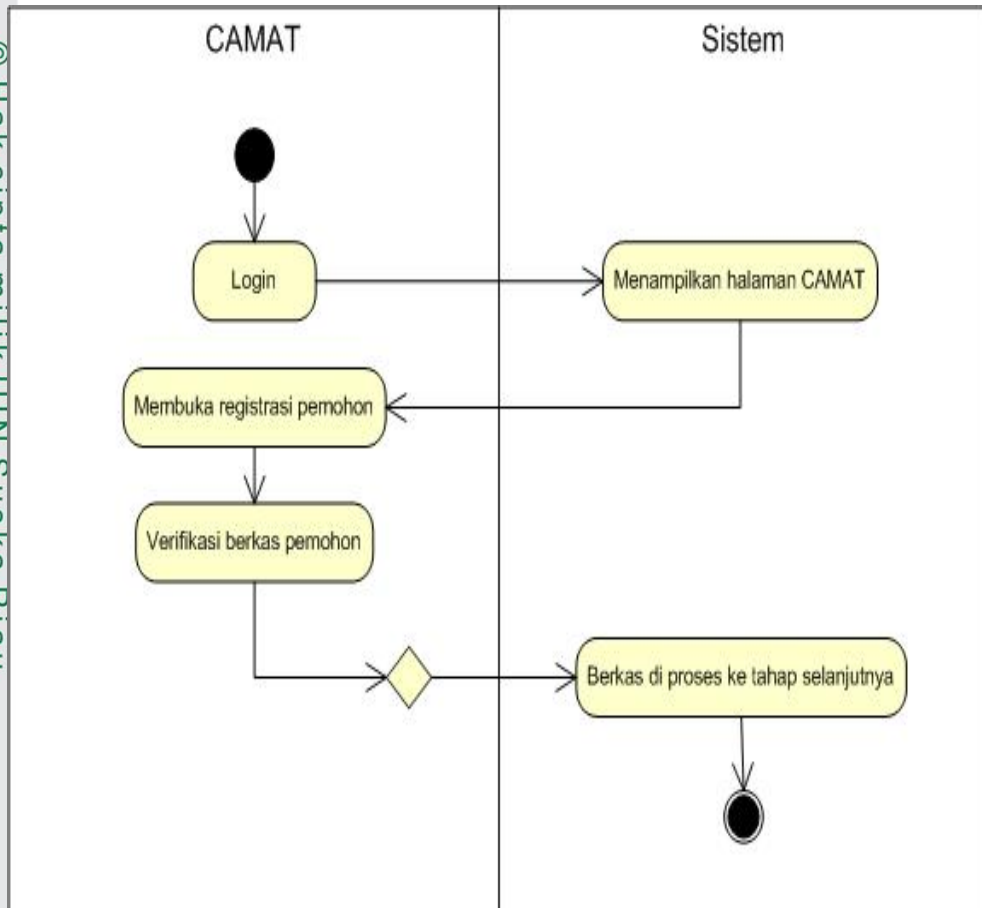 CAMAT
Sistem
Login
Menampilkan halaman CAMAT
Membuka registrasi pemohon
Verifikasi berkas pemohon
Berkas di proses ke tahap selanjutnya